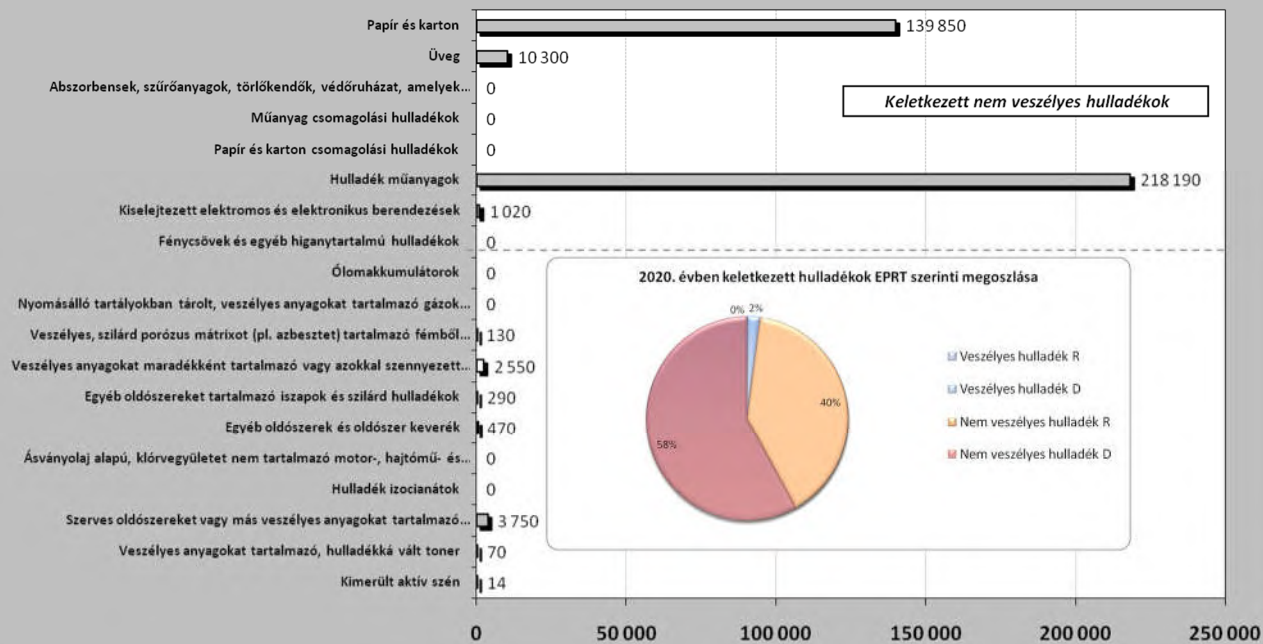 Papír és karton 139 850
Üveg 10 300
Abszorbensek, szűrőanyagok, törlőkendők, védőruházat, amelyek... 0
Keletkezett nem veszélyes hulladékok
Műanyag csomagolási hulladékok 0
Papír és karton csomagolási hulladékok 0
Hulladék műanyagok 218 190
Kiselejtezett elektromos és elektronikus berendezések 1 020
Fénycsövek és egyéb higanytartalmú hulladékok 0
Ólomakkumulátorok 0
Nyomásálló tartályokban tárolt, veszélyes anyagokat tartalmazó gázok... 0
Veszélyes, szilárd porózus mátrixot (pl. azbesztet) tartalmazó fémből... 130
Veszélyes anyagokat maradékként tartalmazó vagy azokkal szennyezett... 2 550
Egyéb oldószereket tartalmazó iszapok és szilárd hulladékok 290
Egyéb oldószerek és oldószer keverék 470
Ásványolaj alapú, klórvegyületet nem tartalmazó motor-, hajtómű- és... 0
Hulladék izocianátok 0
Szerves oldószereket vagy más veszélyes anyagokat tartalmazó... 3 750
Veszélyes anyagokat tartalmazó, hulladékká vált toner 70
Kimerült aktív szén 14
0 50 000 100 000 150 000 200 000 250 000
2020. évben keletkezett hulladékok EPRT szerinti megoszlása
0% 2%
40%
58%
Veszélyes hulladék R
Veszélyes hulladék D
Nem veszélyes hulladék R
Nem veszélyes hulladék D